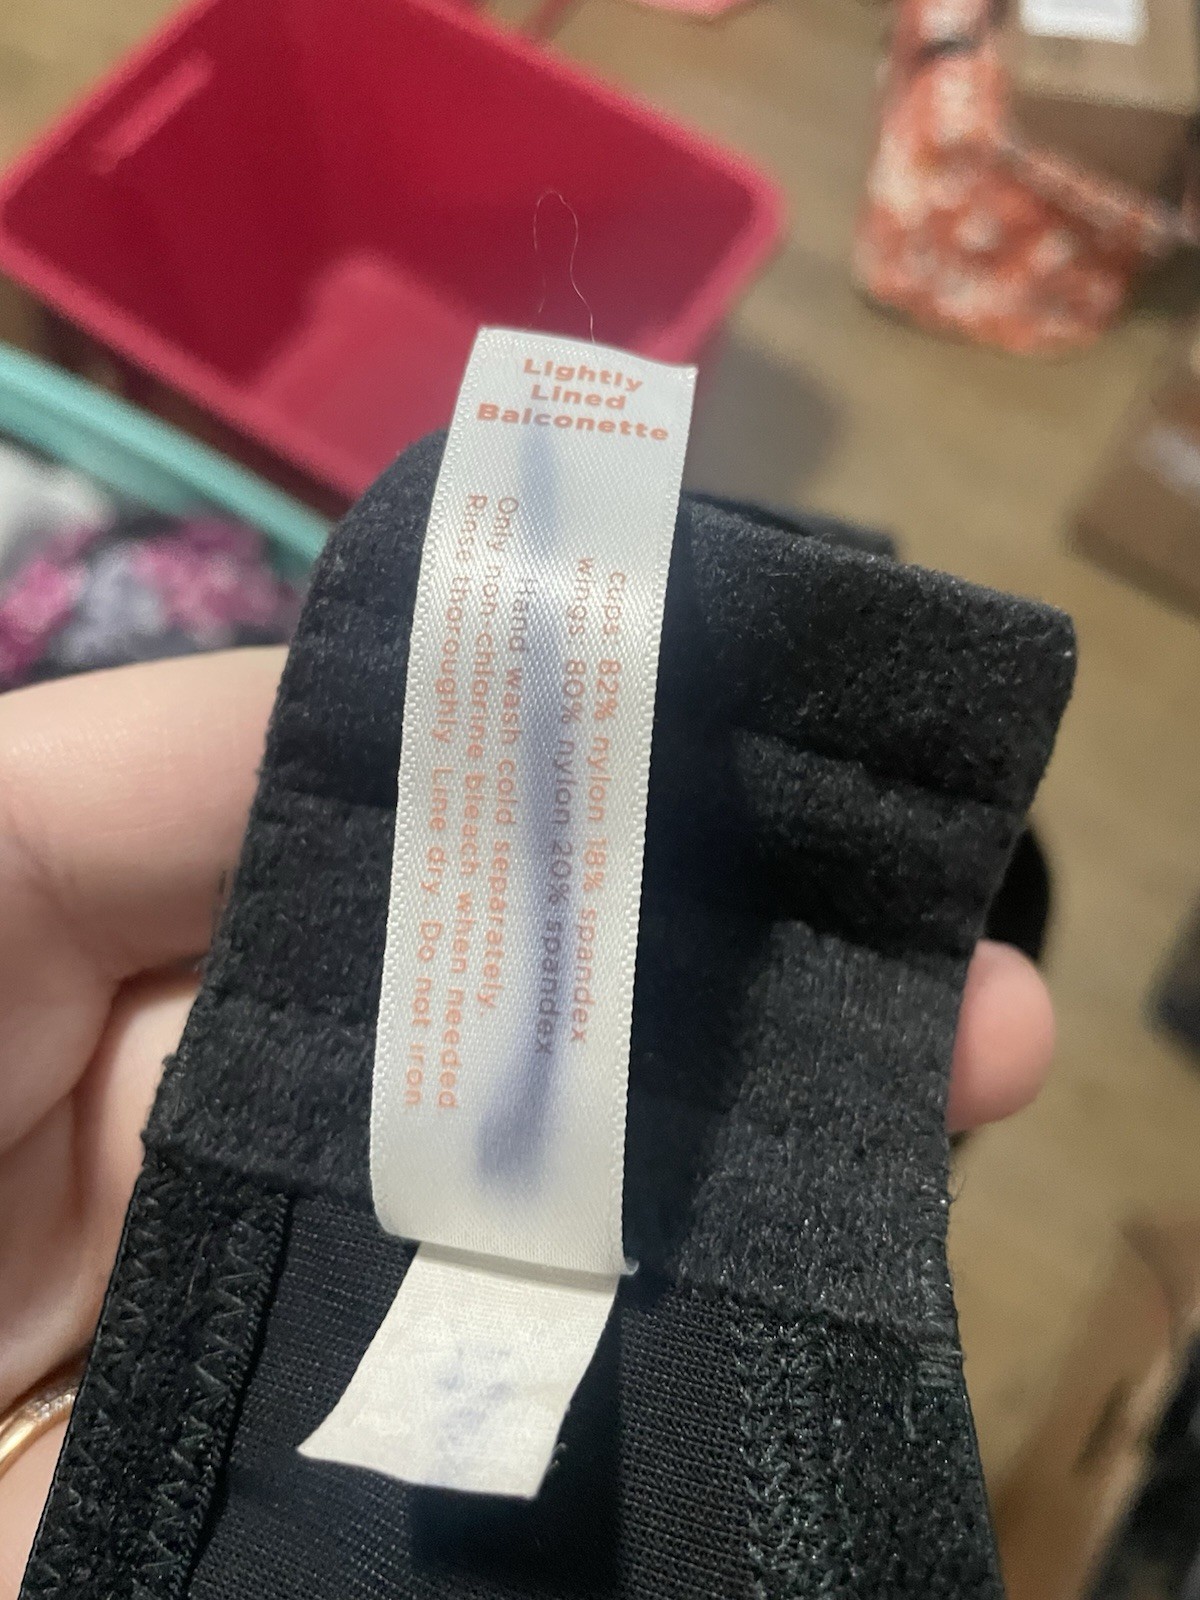 Lightly
Lined
Balconette
cups 82% nylon 18% spandex
wings 80% nylon 20% spandex
Hand wash cold separately.
Only non-chlorine bleach when needed
Rinse thoroughly Line dry Do not iron